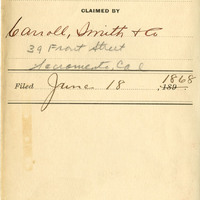 CLAIMED BY
Carroll, Smith & Co
39 Front Street
Sacramento, Cal
Filed June 18 1868
189